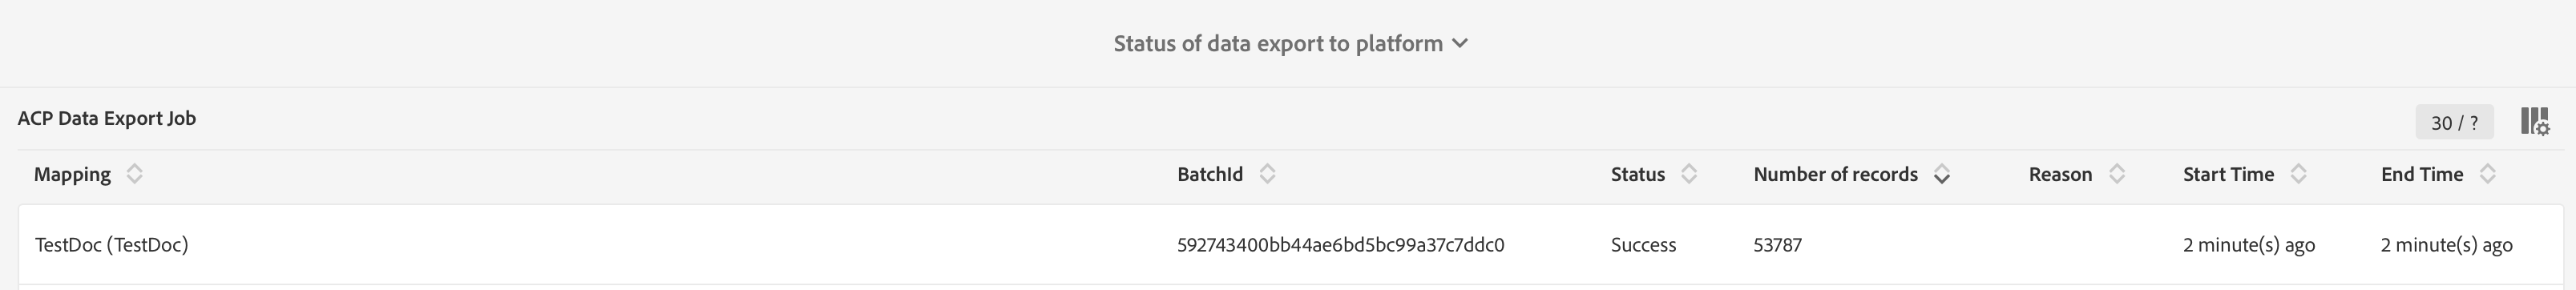 Status of data export to platform
ACP Data Export Job
30 / ?
Mapping BatchId Status Number of records Reason Start Time End Time
TestDoc (TestDoc) 592743400bb44ae6bd5bc99a37c7ddc0 Success 53787 2 minute(s) ago 2 minute(s) ago